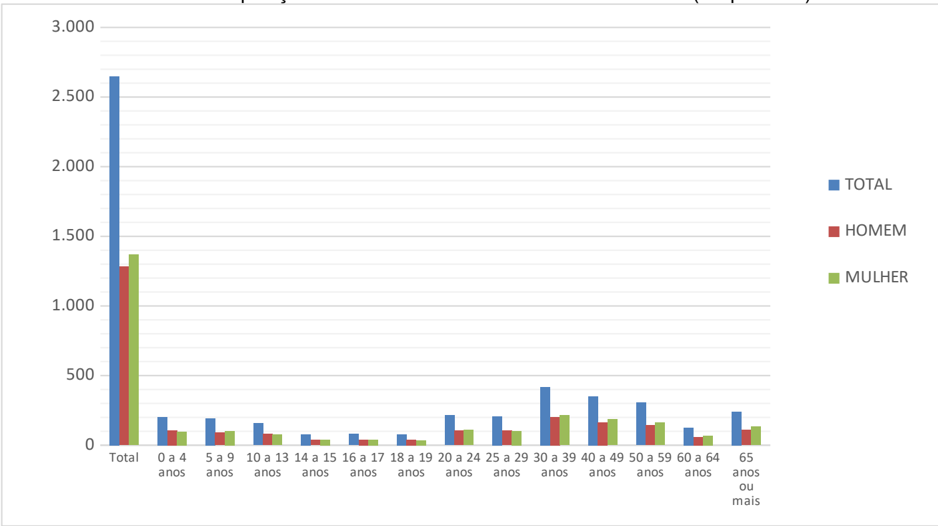 3.000
2.500
2.000
1.500
1.000
500
0
Total
0 a 4
anos
5 a 9
anos
10 a 13
anos
14 a 15
anos
16 a 17
anos
18 a 19
anos
20 a 24
anos
25 a 29
anos
30 a 39
anos
40 a 49
anos
50 a 59
anos
60 a 64
anos
65
anos
ou
mais
TOTAL
HOMEM
MULHER